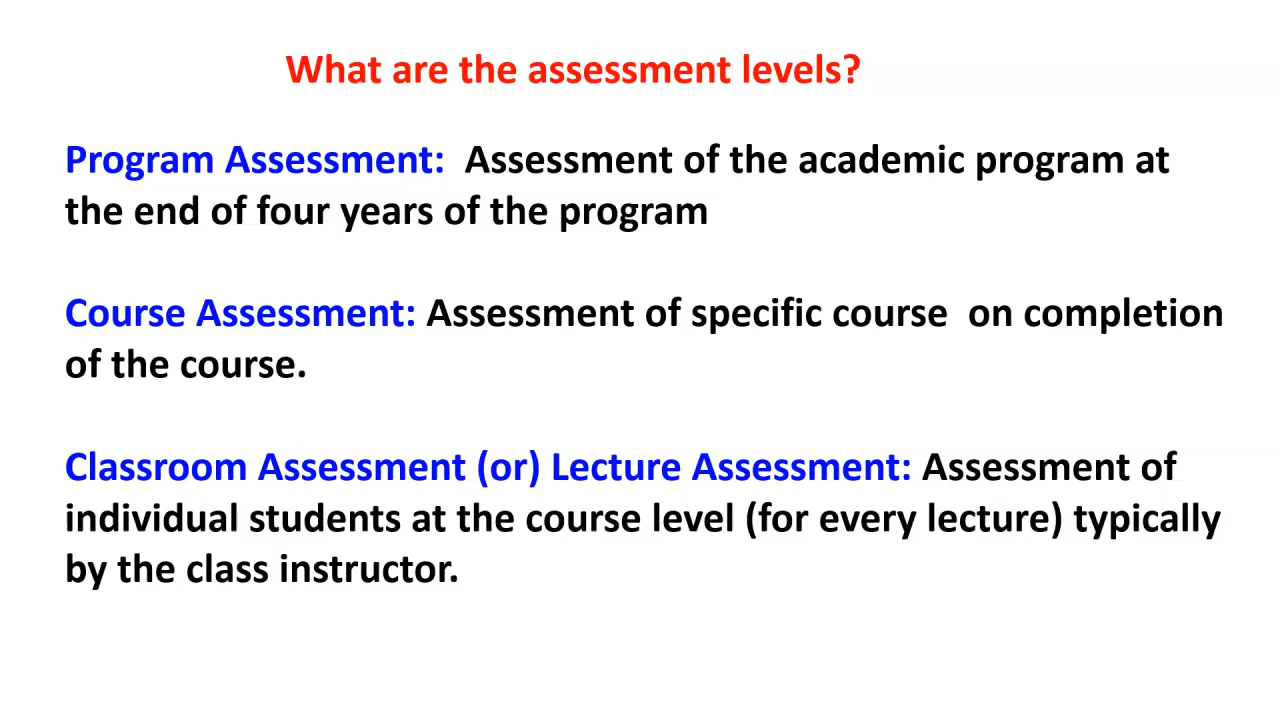 What are the assessment levels?
Program Assessment:  Assessment of the academic program at
the end of four years of the program
Course Assessment: Assessment of specific course  on completion
of the course.
Classroom Assessment (or) Lecture Assessment: Assessment of
individual students at the course level (for every lecture) typically
by the class instructor.